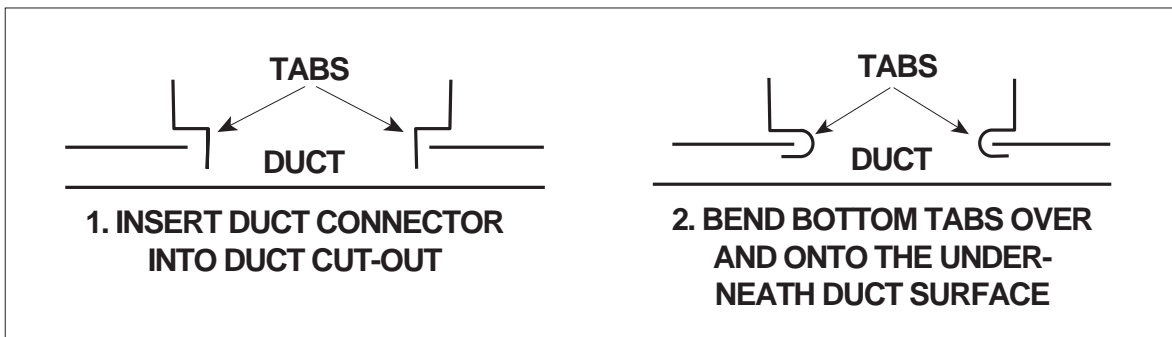 TABS
DUCT
1. INSERT DUCT CONNECTOR
INTO DUCT CUT-OUT
TABS
DUCT
2. BEND BOTTOM TABS OVER
AND ONTO THE UNDER-
NEATH DUCT SURFACE